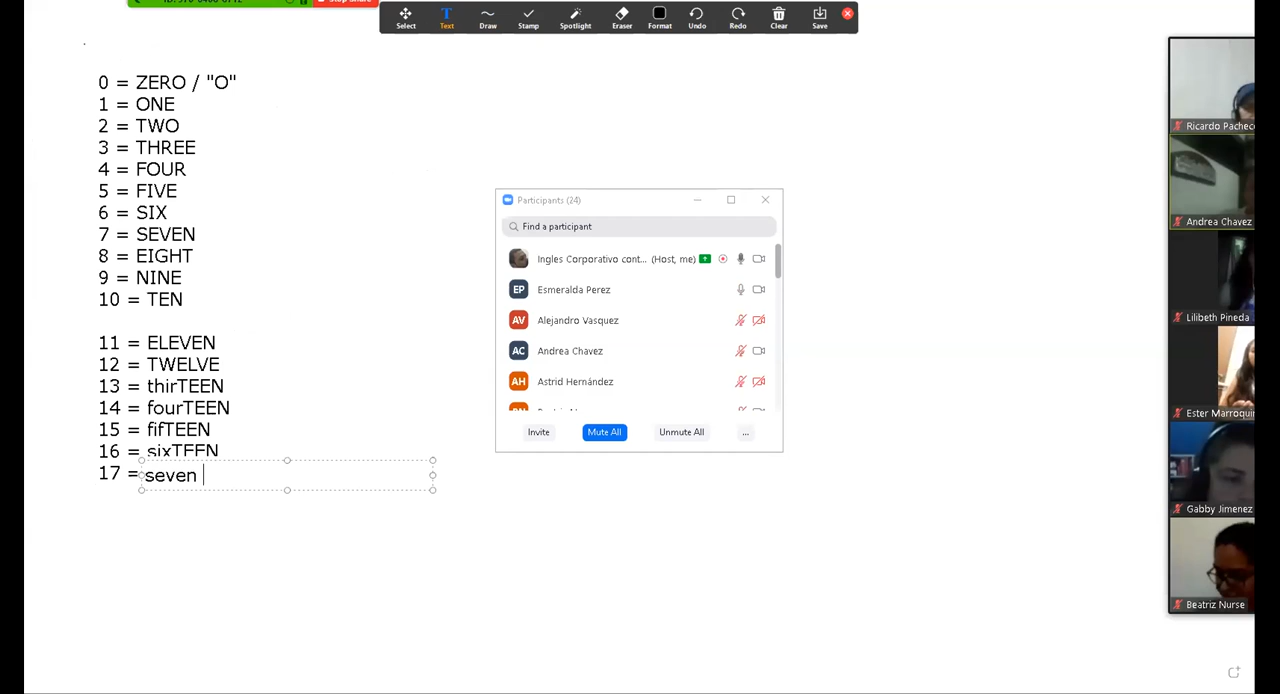 Select
Text
Draw
Stamp
Spotlight
Eraser
Format
Undo
Redo
Clear
Save
0 = ZERO / "O"
1 = ONE
2 = TWO
3 = THREE
4 = FOUR
5 = FIVE
6 = SIX
7 = SEVEN
8 = EIGHT
9 = NINE
10 = TEN
11 = ELEVEN
12 = TWELVE
13 = thirTEEN
14 = fourTEEN
15 = fifTEEN
16 = sixTEEN
17 = seven
Participants (24)
Find a participant
Ingles Corporativo cont... (Host, me)
EP Esmeralda Perez
AV Alejandro Vasquez
AC Andrea Chavez
AH Astrid Hernández
Invite
Mute All
Unmute All
...
Ricardo Pachec
Andrea Chavez
Lilibeth Pineda
Ester Marroqui
Gabby Jimenez
Beatriz Nurse